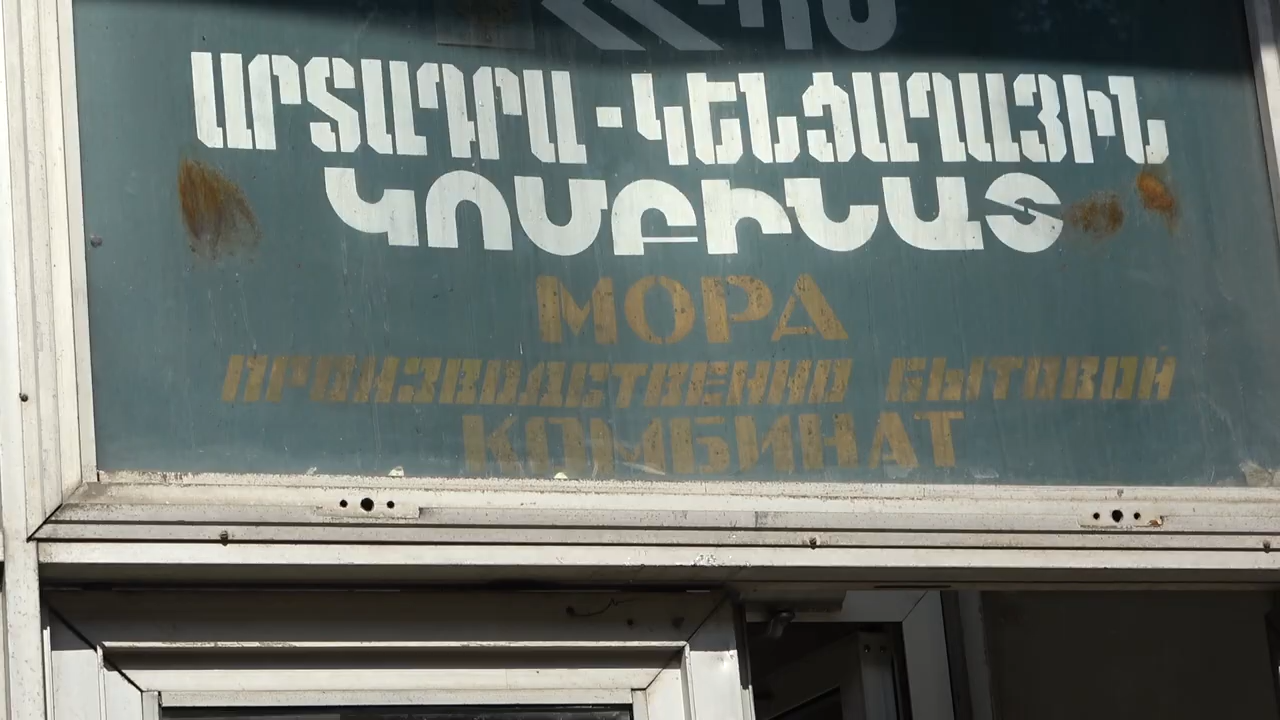 ԱՐՏԱԴՐԱ-ԿԵՆՑԱՂԱՅԻՆ
ԿՈՄԲԻՆԱՏ
МОРА
ПРОИЗВОДСТВЕННО БЫТОВОЙ
КОМБИНАТ